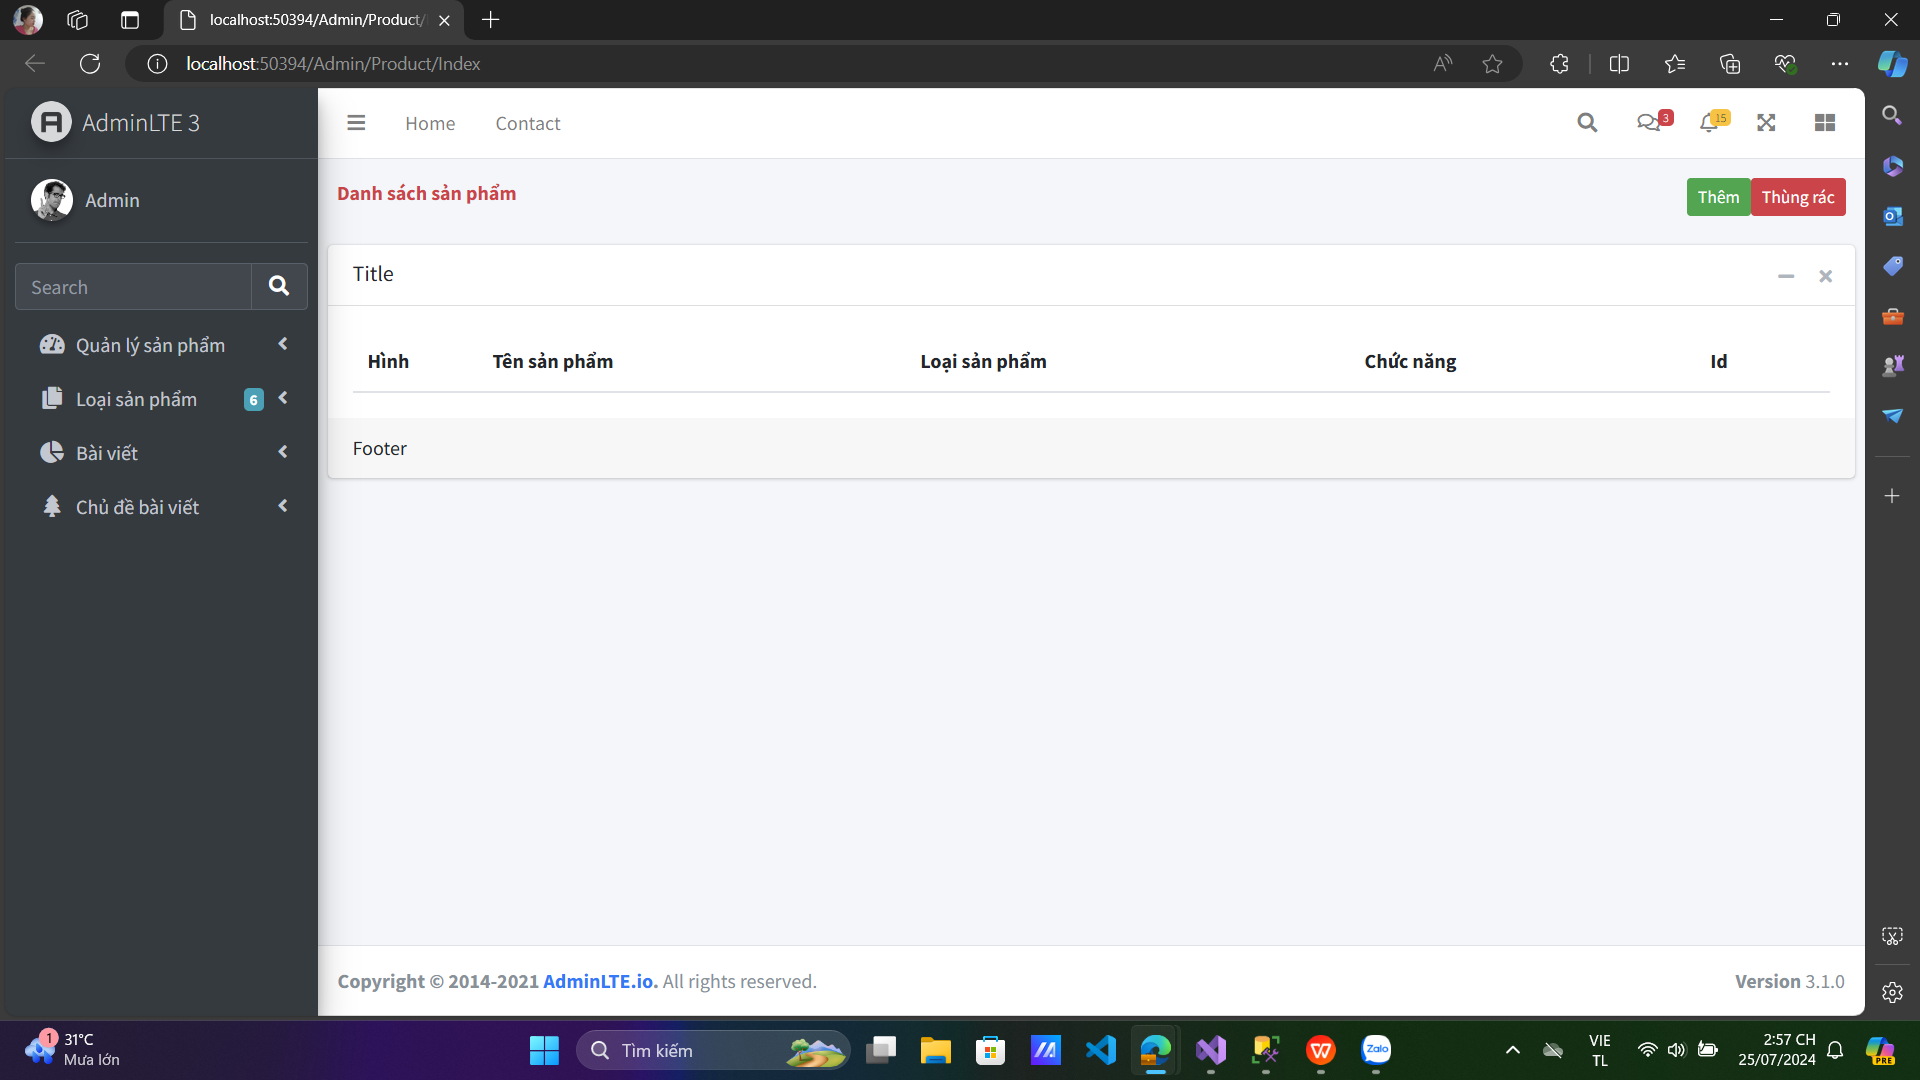 localhost:50394/Admin/Product/
localhost:50394/Admin/Product/Index
AdminLTE 3
Home
Contact
3
15
Admin
Danh sách sản phẩm
Thêm
Thùng rác
Search
Title
Quản lý sản phẩm
Loại sản phẩm
6
Bài viết
Chủ đề bài viết
Hình
Tên sản phẩm
Loại sản phẩm
Chức năng
Id
Footer
Copyright © 2014-2021 AdminLTE.io. All rights reserved.
Version 3.1.0
1
31°C
Mưa lớn
Tìm kiếm
Zalo
VIE
TL
2:57 CH
25/07/2024
PRE